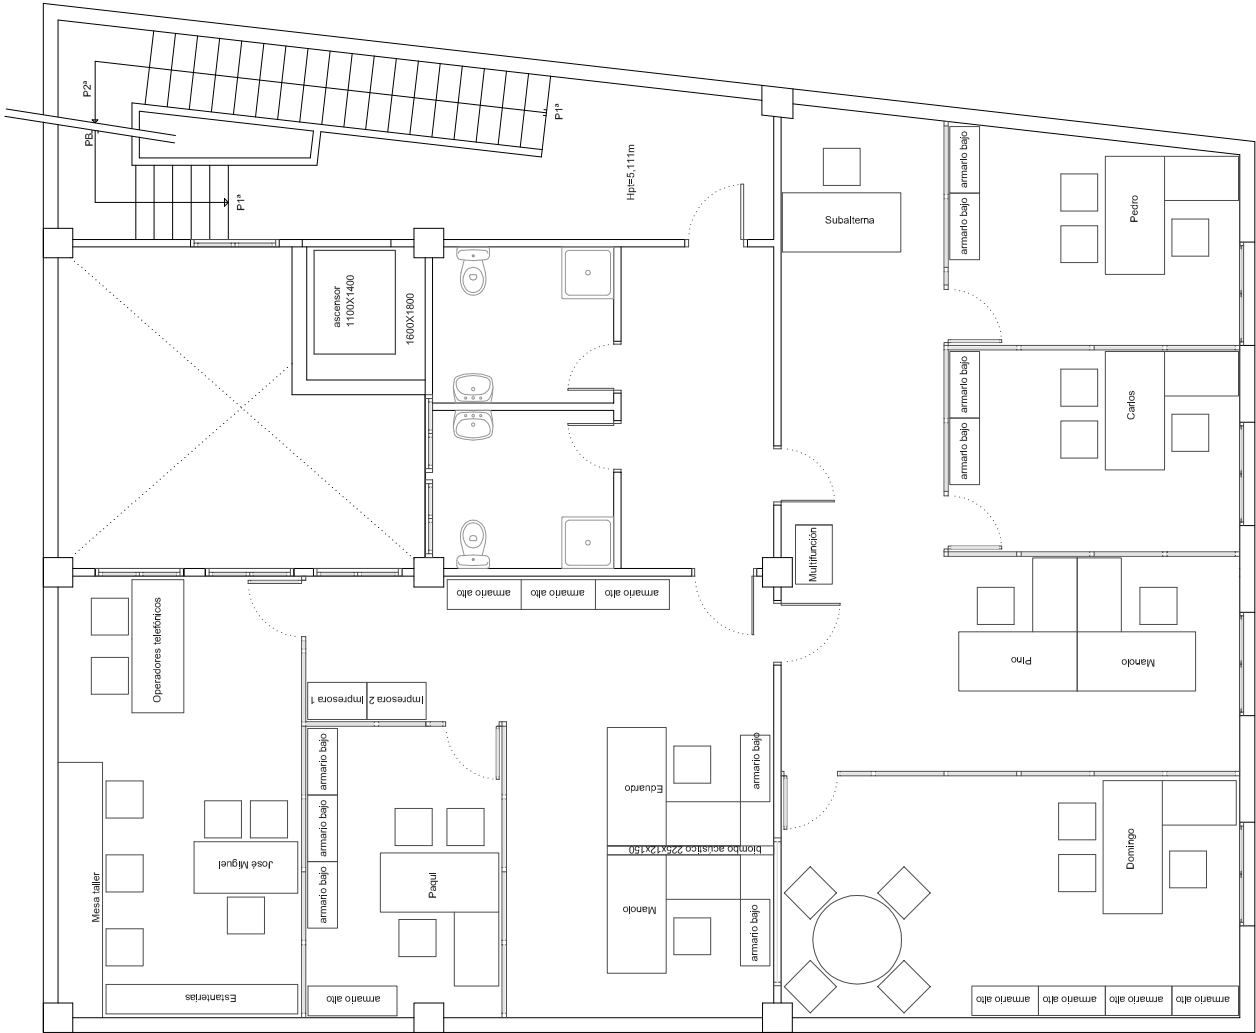 P2ª
PB
P1ª
P1ª
Hpt=5,111m
ascensor
1100X1400
1600X1800
Subalterna
armario bajo
armario bajo
Pedro
armario bajo
armario bajo
Carlos
Multifunción
armario alto
armario alto
armario alto
Operadores telefónicos
Pino
Manolo
Impresora 1
Impresora 2
armario bajo
armario bajo
armario bajo
Eduardo
armario bajo
biombo acústico 225x12x150
Manolo
armario bajo
José Miguel
Mesa taller
Paqui
Domingo
Estanterias
armario alto
armario alto
armario alto
armario alto
armario alto